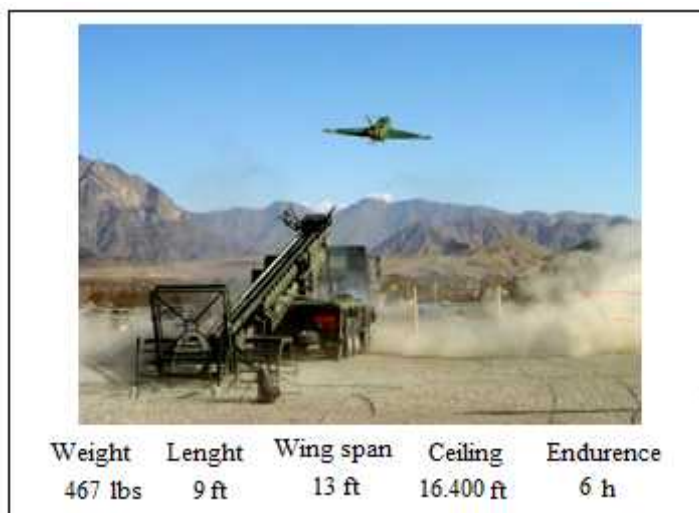 Weight Lenght Wing span Ceiling Endurence
467 lbs 9 ft 13 ft 16.400 ft 6 h